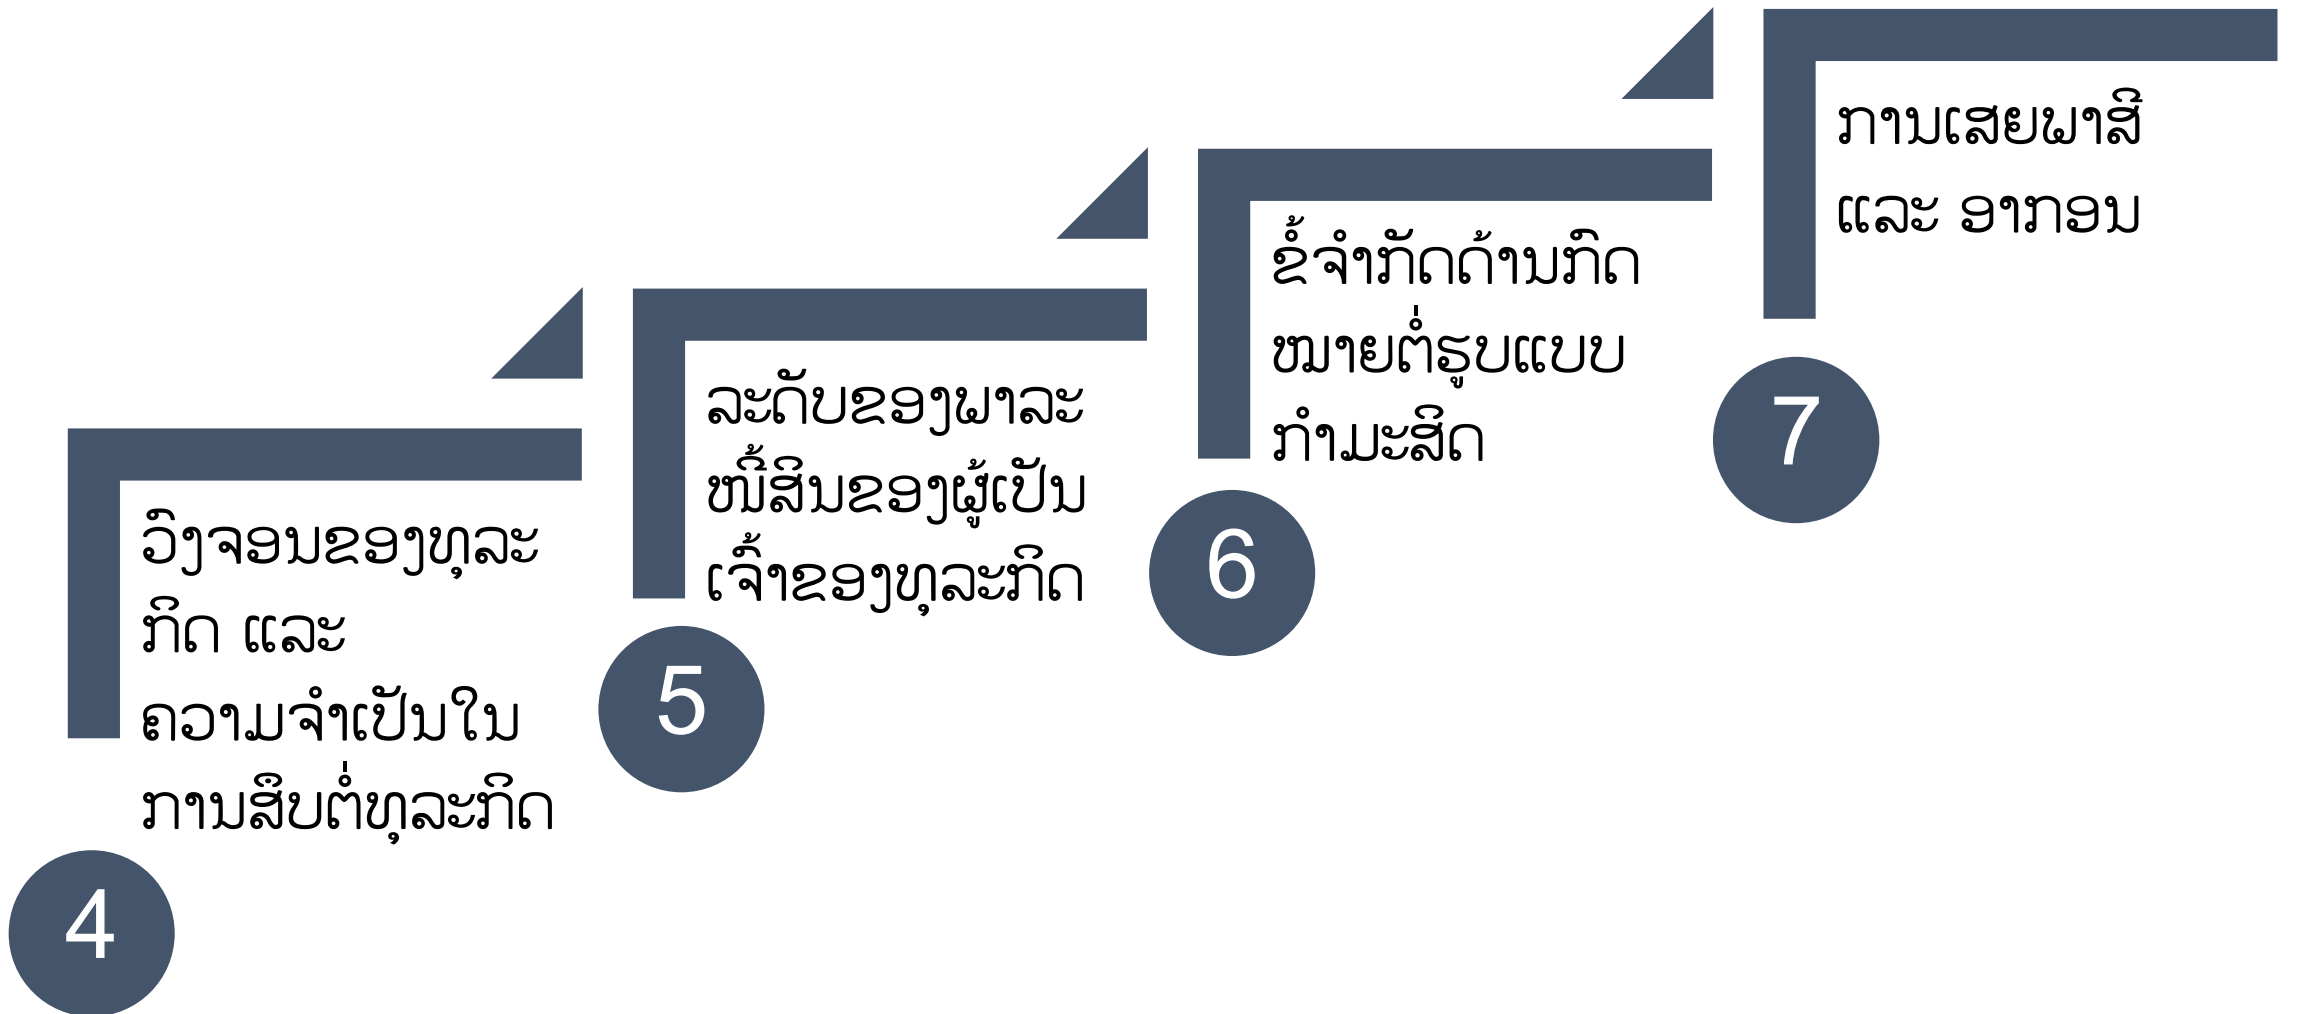 ວົງຈອນຂອງທຸລະ
ກິດ ແລະ
ຄວາມຈຳເປັນໃນ
ການສືບຕໍ່ທຸລະກິດ
4
ລະດັບຂອງພາລະ
ໜີ້ສິນຂອງຜູ້ເປັນ
ເຈົ້າຂອງທຸລະກິດ
5
ຂໍ້ຈຳກັດດ້ານກົດ
ໝາຍຕໍ່ຮູບແບບ
ກຳມະສິດ
6
ການເສຍພາສີ
ແລະ ອາກອນ
7